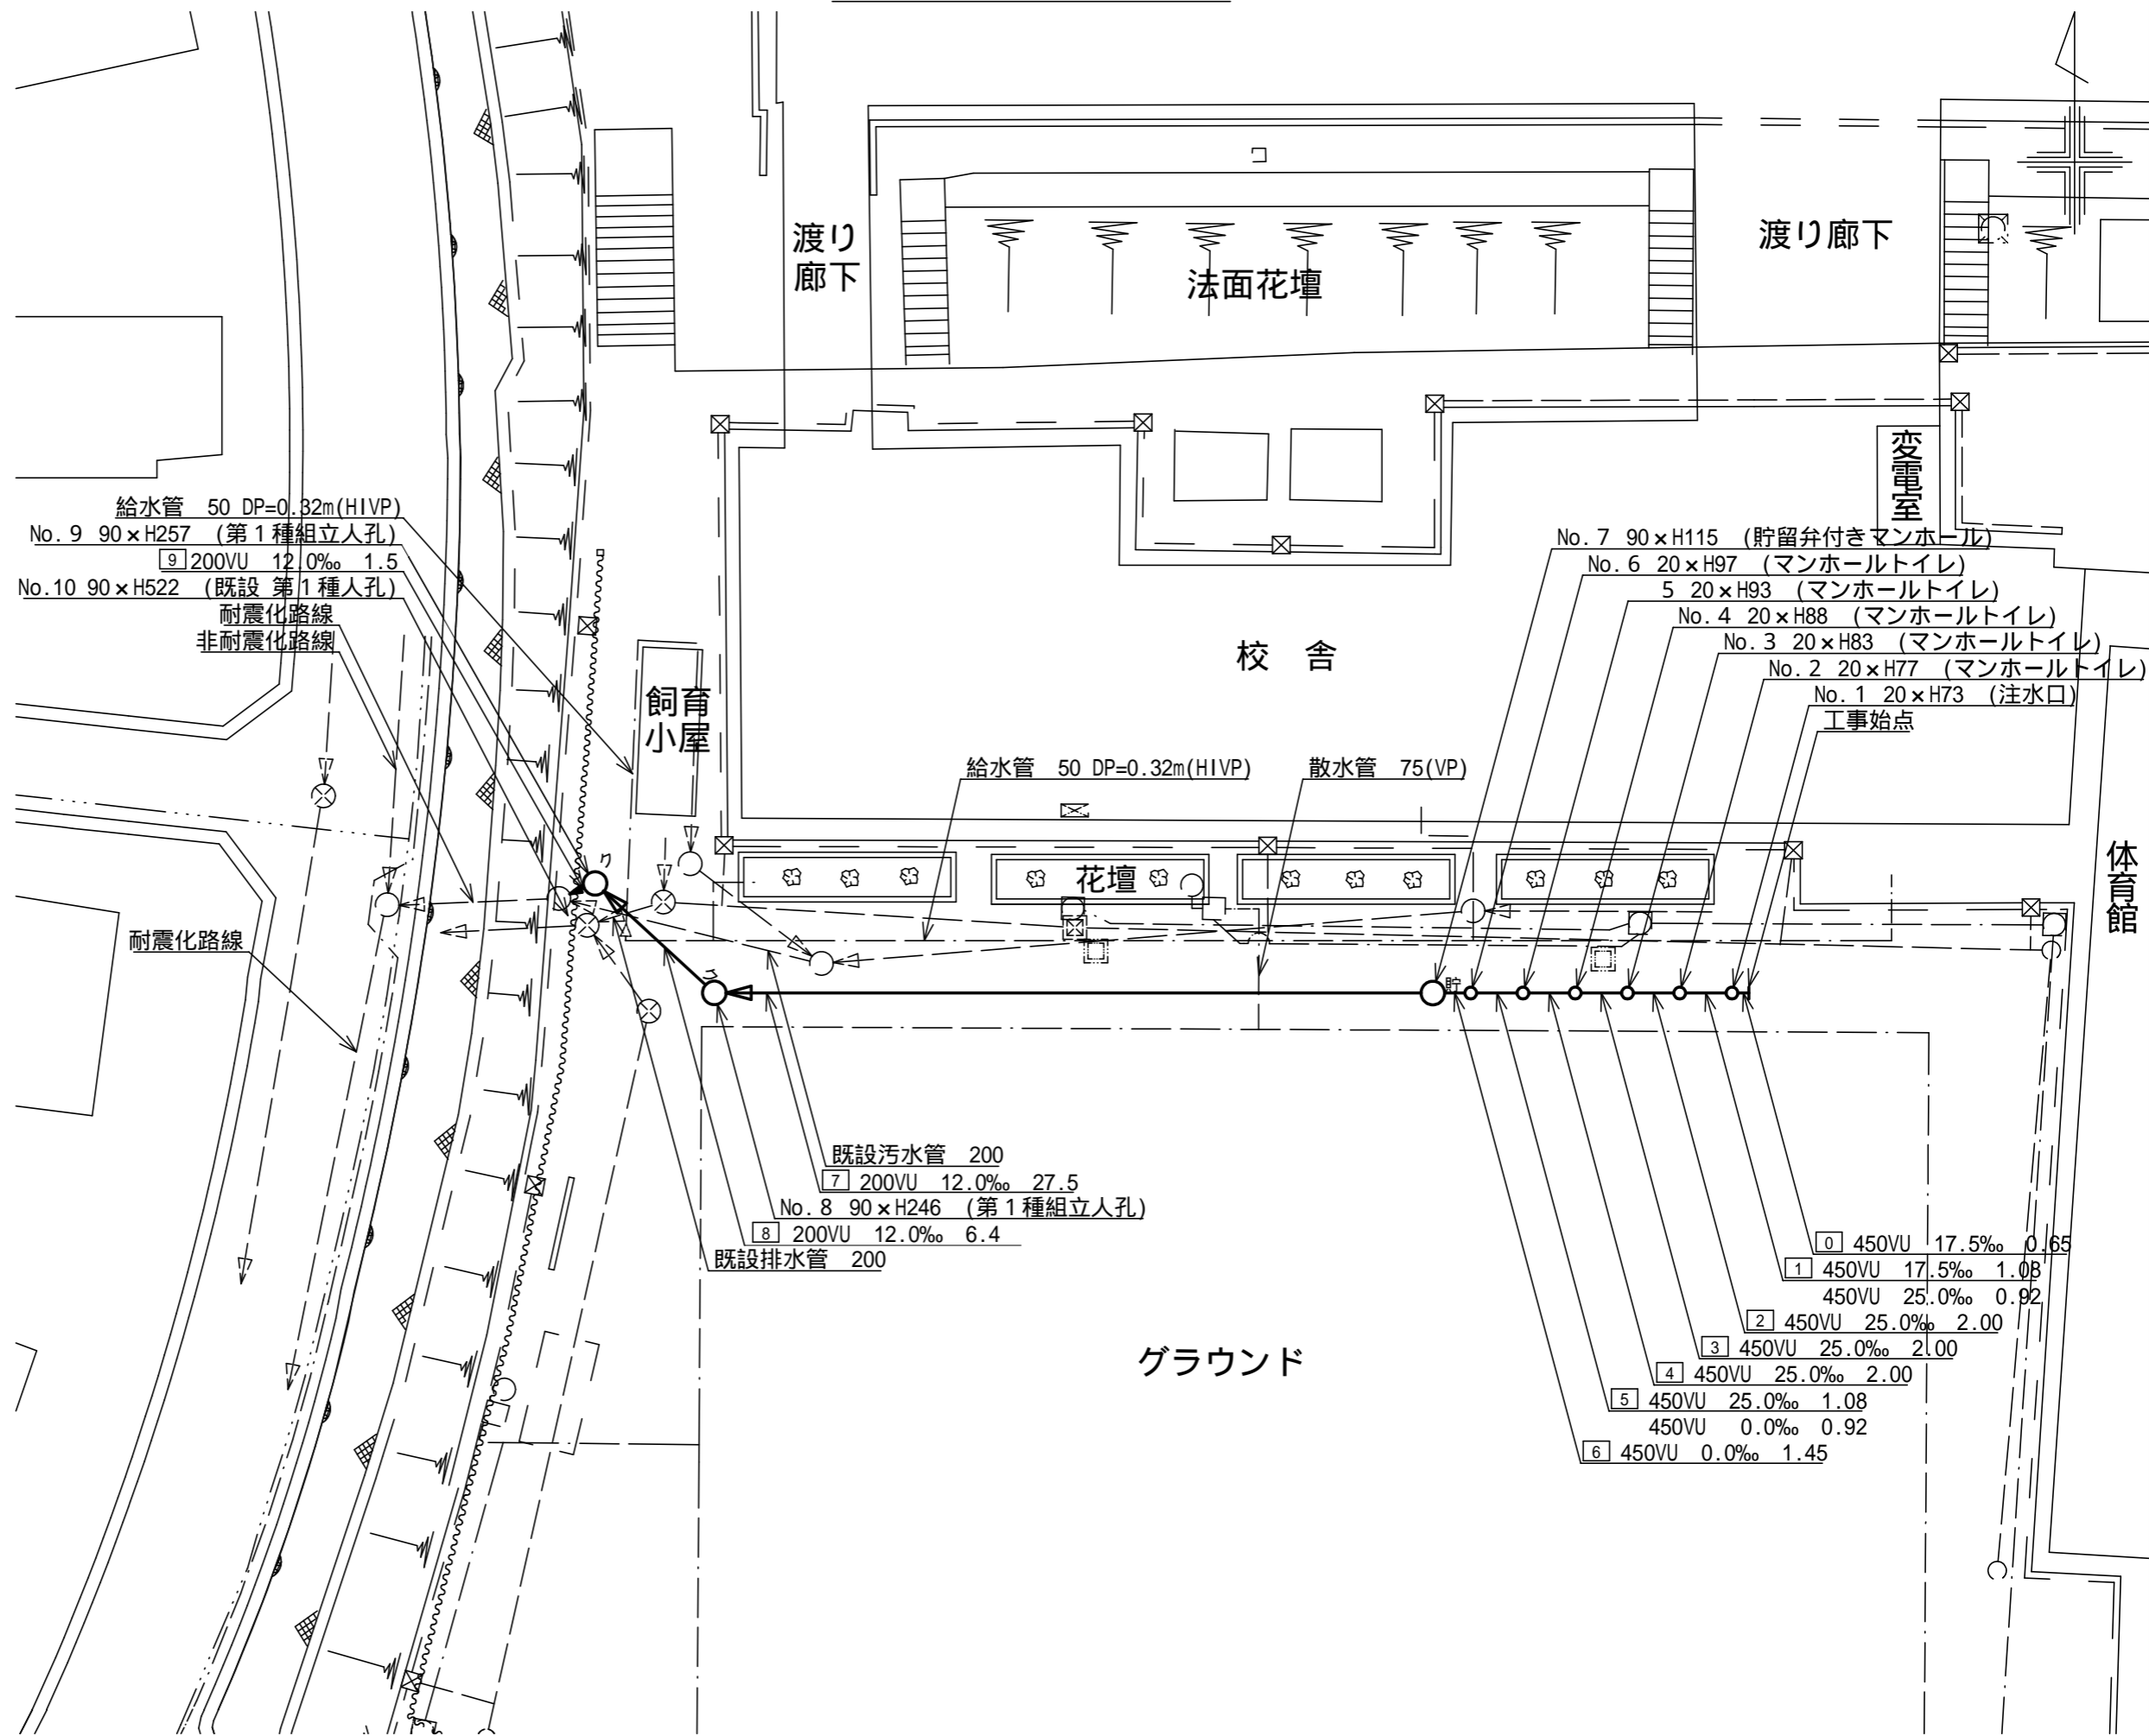 渡り
廊下
渡り廊下
法面花壇
変電室
給水管 50 DP=0.32m(HIVP)
No.9 90×H257 (第1種組立人孔)
9 200VU 12.0‰ 1.5
No.10 90×H522 (既設 第1種人孔)
耐震化路線
非耐震化路線
No.7 90×H115 (貯留弁付きマンホール)
No.6 20×H97 (マンホールトイレ)
5 20×H93 (マンホールトイレ)
No.4 20×H88 (マンホールトイレ)
No.3 20×H83 (マンホールトイレ)
No.2 20×H77 (マンホールトイレ)
No.1 20×H73 (注水口)
工事始点
校 舎
飼育
小屋
給水管 50 DP=0.32m(HIVP)
散水管 75(VP)
体育館
花壇
ク
ク
貯
耐震化路線
既設汚水管 200
7 200VU 12.0‰ 27.5
No.8 90×H246 (第1種組立人孔)
8 200VU 12.0‰ 6.4
既設排水管 200
0 450VU 17.5‰ 0.65
1 450VU 17.5‰ 1.08
450VU 25.0‰ 0.92
2 450VU 25.0‰ 2.00
3 450VU 25.0‰ 2.00
4 450VU 25.0‰ 2.00
5 450VU 25.0‰ 1.08
450VU 0.0‰ 0.92
6 450VU 0.0‰ 1.45
グラウンド